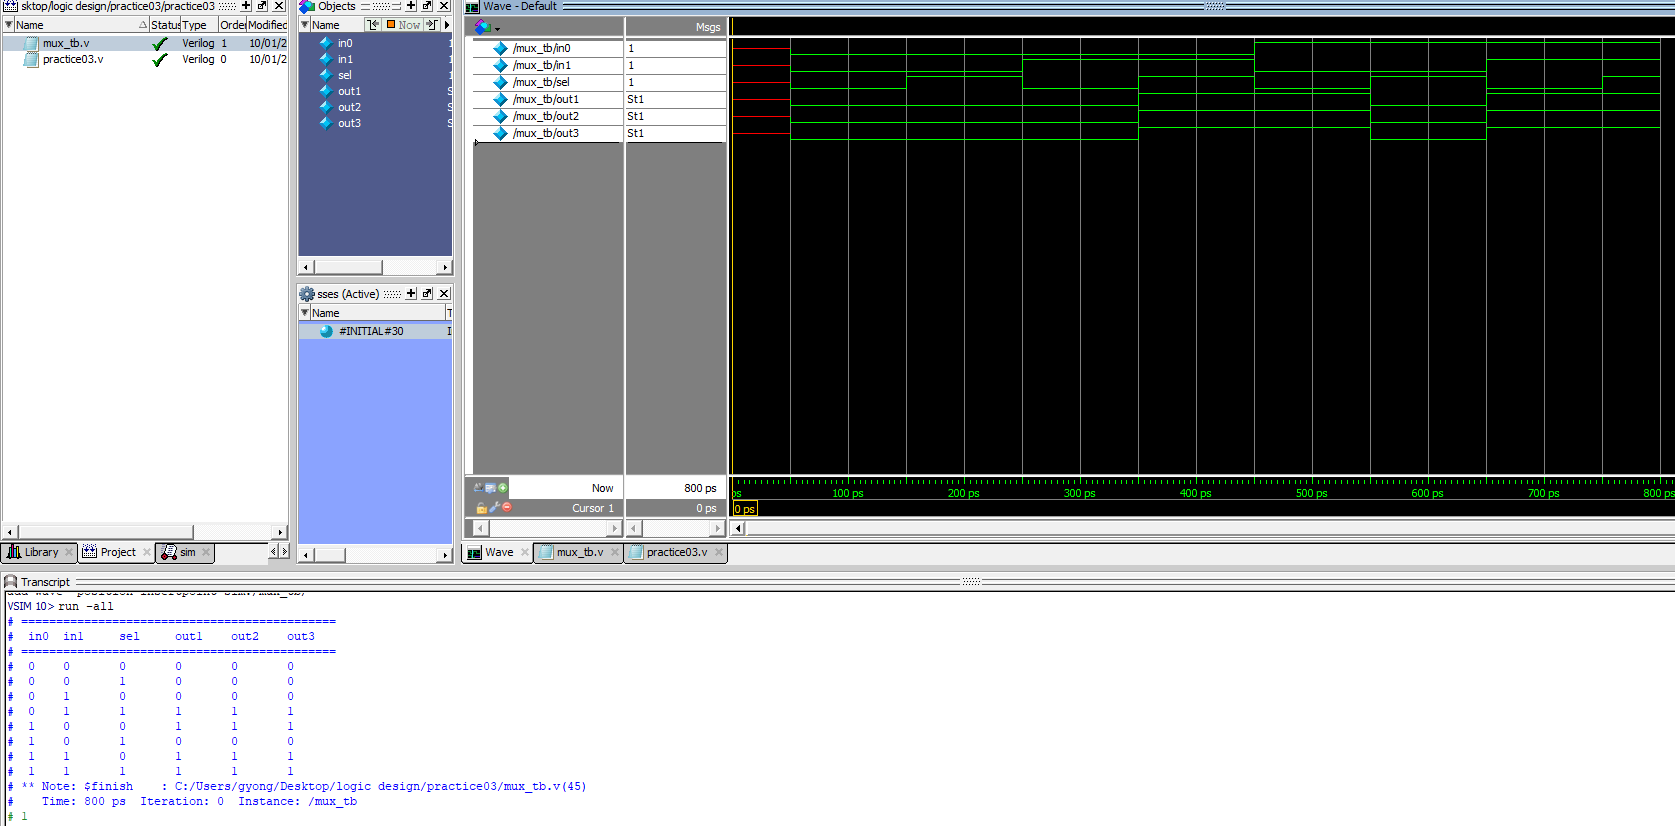 sktop/logic design/practice03/practice03
Name Status Type Order Modified
mux_tb.v Verilog 1 10/01/2
practice03.v Verilog 0 10/01/2
Library Project sim
Objects
Name Now
in0 1
in1 1
sel 1
out1 S
out2 S
out3 S
sses (Active)
Name T
#INITIAL#30 I
Wave - Default
Msgs
/mux_tb/in0 1
/mux_tb/in1 1
/mux_tb/sel 1
/mux_tb/out1 St1
/mux_tb/out2 St1
/mux_tb/out3 St1
Now 800 ps
Cursor 1 0 ps
ps 100 ps 200 ps 300 ps 400 ps 500 ps 600 ps 700 ps 800 ps
0 ps
Wave mux_tb.v practice03.v
Transcript
VSIM 10> run -all
# =============================================
# in0 in1 sel out1 out2 out3
# =============================================
# 0 0 0 0 0 0
# 0 0 1 0 0 0
# 0 1 0 0 0 0
# 0 1 1 1 1 1
# 1 0 0 1 1 1
# 1 0 1 0 0 0
# 1 1 0 1 1 1
# 1 1 1 1 1 1
# ** Note: $finish : C:/Users/gyong/Desktop/logic design/practice03/mux_tb.v(45)
# Time: 800 ps Iteration: 0 Instance: /mux_tb
# 1